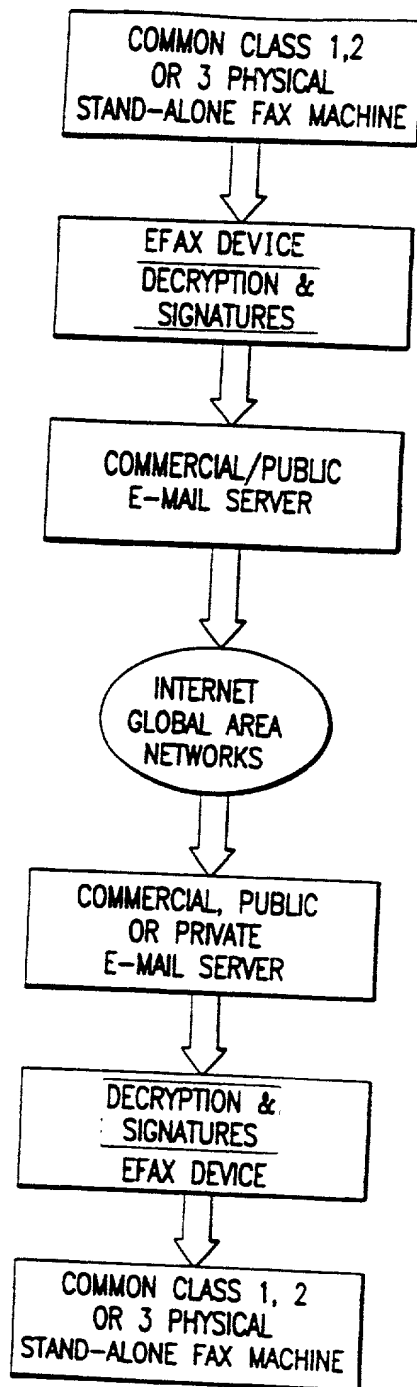 COMMON CLASS 1,2
OR 3 PHYSICAL
STAND-ALONE FAX MACHINE
EFAX DEVICE
DECRYPTION &
SIGNATURES
COMMERCIAL/PUBLIC
E-MAIL SERVER
INTERNET
GLOBAL AREA
NETWORKS
COMMERCIAL, PUBLIC
OR PRIVATE
E-MAIL SERVER
DECRYPTION &
SIGNATURES
EFAX DEVICE
COMMON CLASS 1, 2
OR 3 PHYSICAL
STAND-ALONE FAX MACHINE